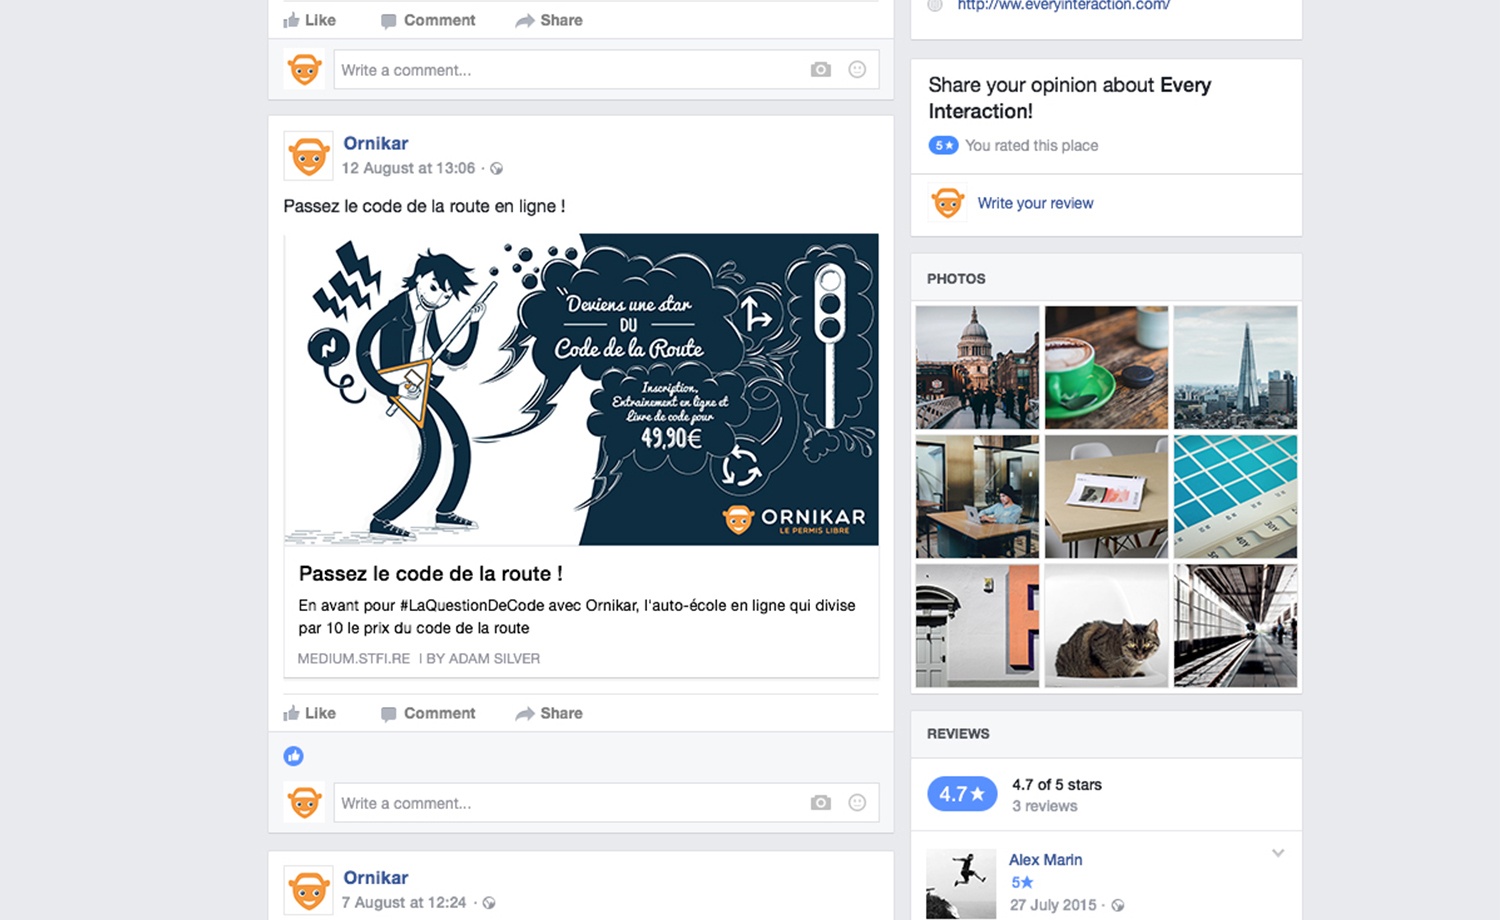 Like Comment Share
Write a comment...
Ornikar
12 August at 13:06 ·
Passez le code de la route en ligne !
Deviens une star
DU
Code de la Route
Inscription,
Entrainement en ligne et
Livre de code pour
49,90€
ORNIKAR
LE PERMIS LIBRE
Passez le code de la route !
En avant pour #LaQuestionDeCode avec Ornikar, l'auto-école en ligne qui divise
par 10 le prix du code de la route
MEDIUM.STFI.RE | BY ADAM SILVER
Like Comment Share
Write a comment...
Ornikar
7 August at 12:24 ·
http://ww.everyinteraction.com/
Share your opinion about Every
Interaction!
5★ You rated this place
Write your review
PHOTOS
REVIEWS
4.7★
4.7 of 5 stars
3 reviews
Alex Marin
5★
27 July 2015 ·